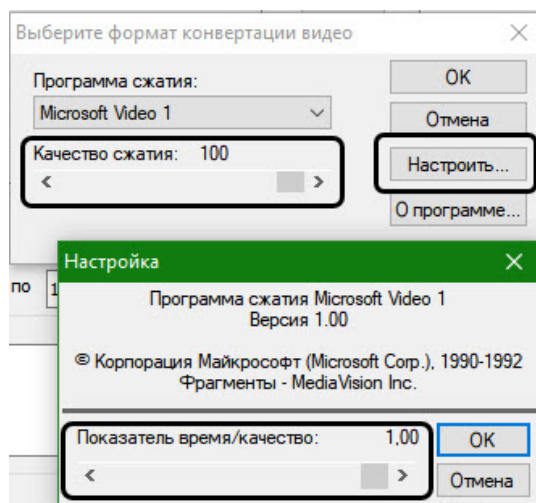 Выберите формат конвертации видео
Программа сжатия:
OK
Microsoft Video 1
Отмена
Качество сжатия: 100
Настроить...
О программе...
Настройка
по 1
Программа сжатия Microsoft Video 1
Версия 1.00
© Корпорация Майкрософт (Microsoft Corp.), 1990-1992
Фрагменты - MediaVision Inc.
Показатель время/качество: 1,00
OK
Отмена